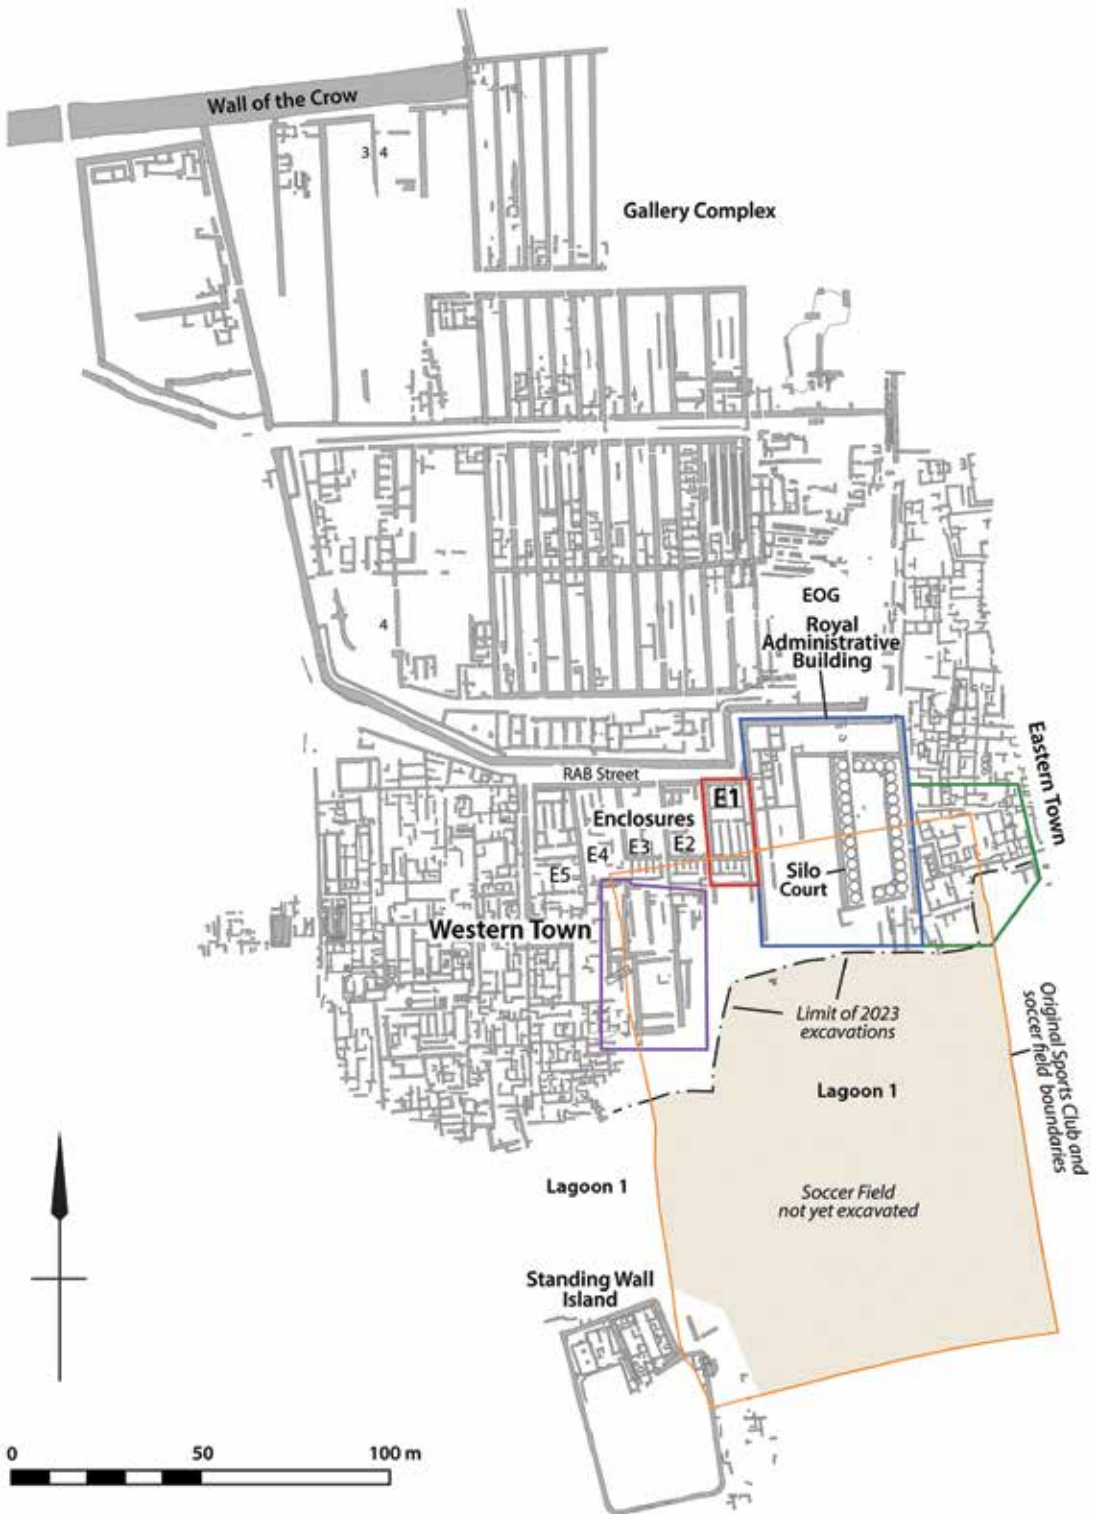 Wall of the Crow
3 4
Gallery Complex
EOG
Royal
Administrative
Building
4
Eastern Town
RAB Street
E1
Enclosures
E2
E3
E4
E5
Silo
Court
Western Town
Limit of 2023
excavations
Original Sports Club and
soccer field boundaries
Lagoon 1
Lagoon 1
Soccer Field
not yet excavated
Standing Wall
Island
0 50 100 m